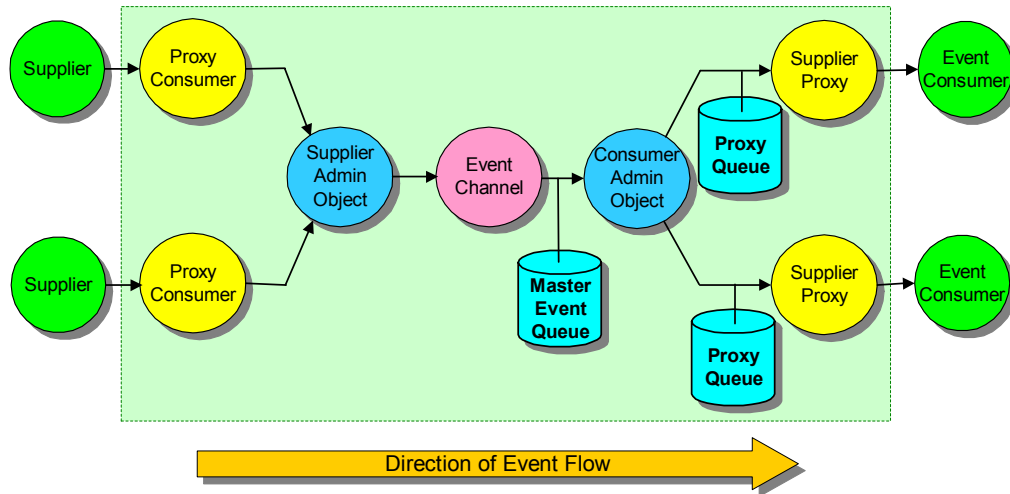 Supplier
Proxy
Consumer
Supplier
Proxy
Event
Consumer
Proxy
Queue
Supplier
Admin
Object
Event
Channel
Consumer
Admin
Object
Supplier
Proxy
Consumer
Master
Event
Queue
Supplier
Proxy
Event
Consumer
Proxy
Queue
Direction of Event Flow